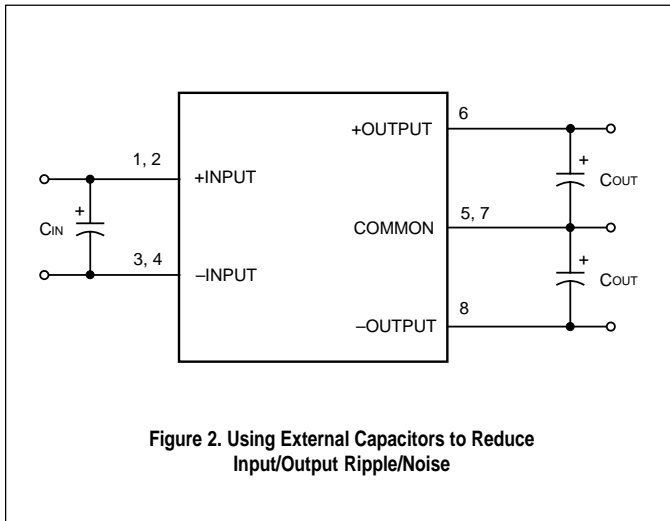 6
+OUTPUT
1, 2
+INPUT
+
COUT
+
CIN
COMMON
5, 7
3, 4
–INPUT
+
COUT
8
–OUTPUT
Figure 2. Using External Capacitors to Reduce
Input/Output Ripple/Noise